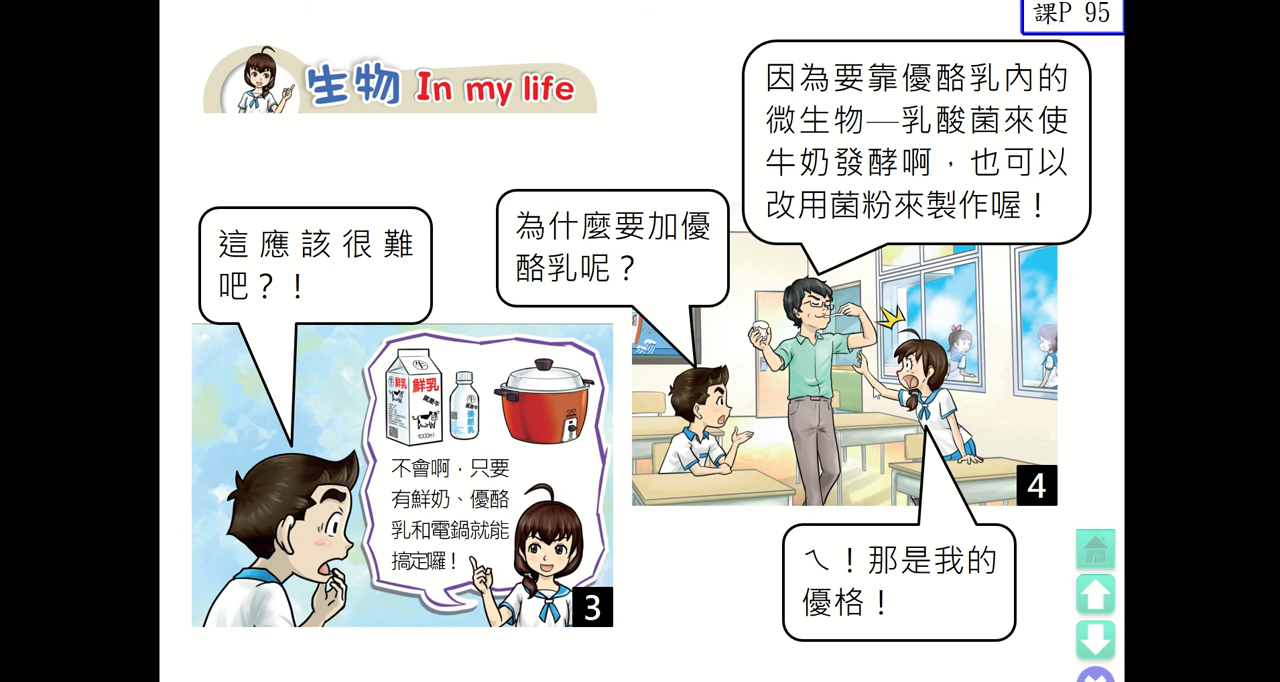 課P 95
生物 In my life
這應該很難
吧？！
鮮乳
鮮乳
1000ml
優酪乳
不會啊，只要
有鮮奶、優酪
乳和電鍋就能
搞定囉！
3
為什麼要加優
酪乳呢？
因為要靠優酪乳內的
微生物—乳酸菌來使
牛奶發酵啊，也可以
改用菌粉來製作喔！
ㄟ！那是我的
優格！
4